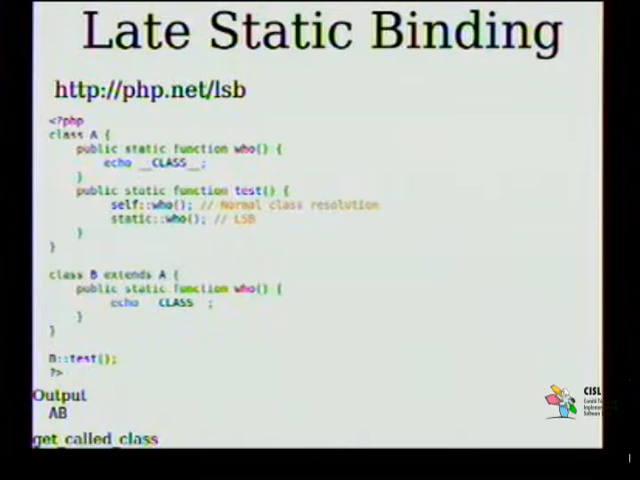 Late Static Binding
http://php.net/lsb
<?php
class A {
    public static function who() {
        echo __CLASS__;
    }
    public static function test() {
        self::who(); // Normal class resolution
        static::who(); // LSB
    }
}
class B extends A {
    public static function who() {
        echo __CLASS__;
    }
}
B::test();
?>
Output
AB
get_called_class
CISL